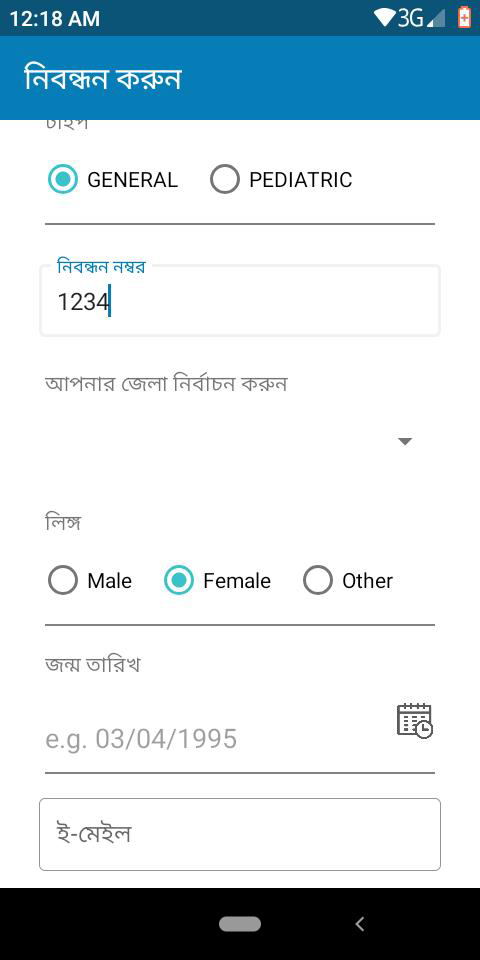 12:18 AM
3G
নিবন্ধন করুন
টাইপ
GENERAL
PEDIATRIC
নিবন্ধন নম্বর
1234
আপনার জেলা নির্বাচন করুন
লিঙ্গ
Male
Female
Other
জন্ম তারিখ
e.g. 03/04/1995
ই-মেইল